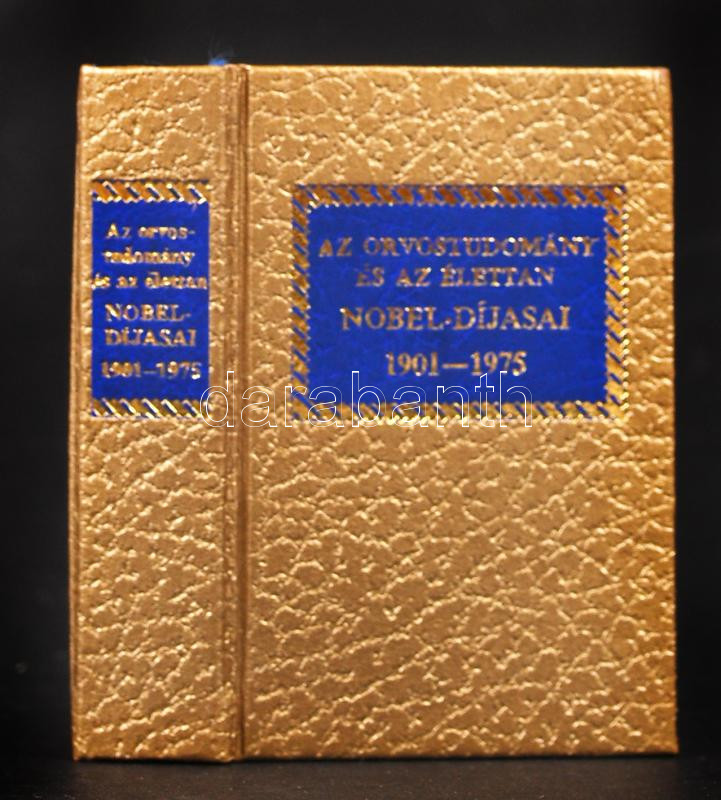 Az orvos-
tudomány
és az élettan
NOBEL-
DÍJASAI
1901—1975
AZ ORVOSTUDOMÁNY
ÉS AZ ÉLETTAN
NOBEL-DÍJASAI
1901—1975
darabanth